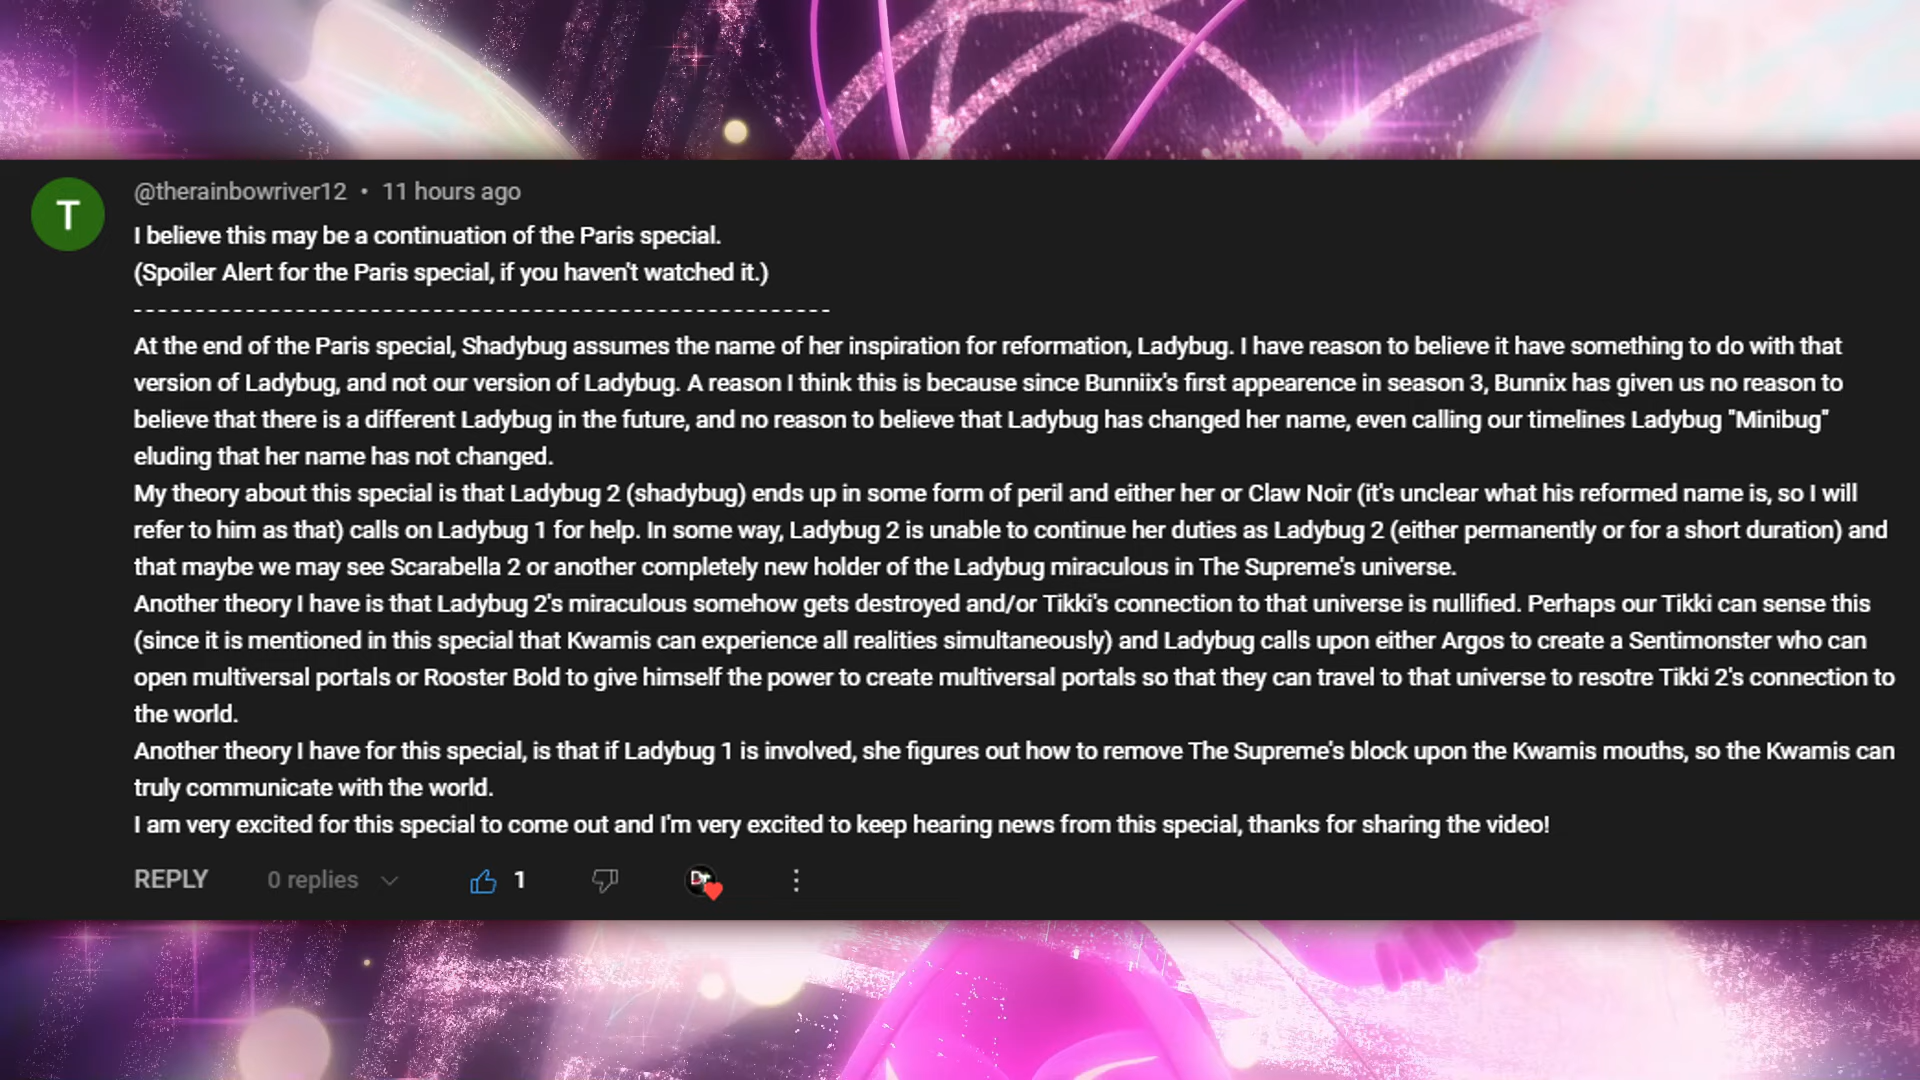 T
@therainbowriver12 • 11 hours ago
I believe this may be a continuation of the Paris special.
(Spoiler Alert for the Paris special, if you haven't watched it.)
--------------------------------------------------------
At the end of the Paris special, Shadybug assumes the name of her inspiration for reformation, Ladybug. I have reason to believe it have something to do with that
version of Ladybug, and not our version of Ladybug. A reason I think this is because since Bunniix's first appearence in season 3, Bunnix has given us no reason to
believe that there is a different Ladybug in the future, and no reason to believe that Ladybug has changed her name, even calling our timelines Ladybug "Minibug"
eluding that her name has not changed.
My theory about this special is that Ladybug 2 (shadybug) ends up in some form of peril and either her or Claw Noir (it's unclear what his reformed name is, so I will
refer to him as that) calls on Ladybug 1 for help. In some way, Ladybug 2 is unable to continue her duties as Ladybug 2 (either permanently or for a short duration) and
that maybe we may see Scarabella 2 or another completely new holder of the Ladybug miraculous in The Supreme's universe.
Another theory I have is that Ladybug 2's miraculous somehow gets destroyed and/or Tikki's connection to that universe is nullified. Perhaps our Tikki can sense this
(since it is mentioned in this special that Kwamis can experience all realities simultaneously) and Ladybug calls upon either Argos to create a Sentimonster who can
open multiversal portals or Rooster Bold to give himself the power to create multiversal portals so that they can travel to that universe to resotre Tikki 2's connection to
the world.
Another theory I have for this special, is that if Ladybug 1 is involved, she figures out how to remove The Supreme's block upon the Kwamis mouths, so the Kwamis can
truly communicate with the world.
I am very excited for this special to come out and I'm very excited to keep hearing news from this special, thanks for sharing the video!
REPLY 0 replies 1